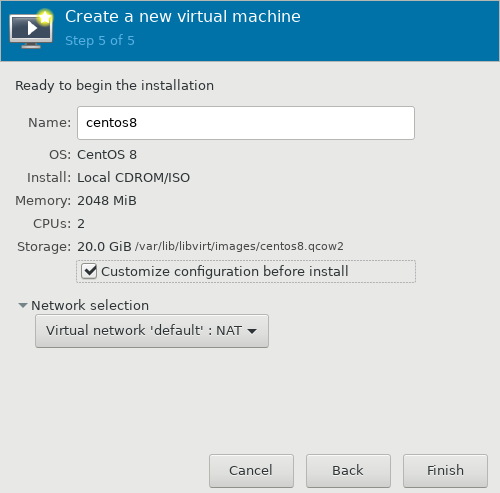 Create a new virtual machine
Step 5 of 5
Ready to begin the installation
Name: centos8
OS: CentOS 8
Install: Local CDROM/ISO
Memory: 2048 MiB
CPUs: 2
Storage: 20.0 GiB /var/lib/libvirt/images/centos8.qcow2
Customize configuration before install
Network selection
Virtual network 'default' : NAT
Cancel Back Finish